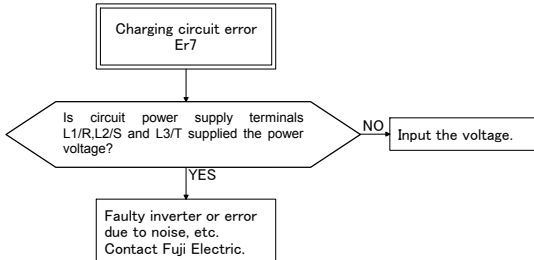 Charging circuit error
Er7
Is circuit power supply terminals
L1/R,L2/S and L3/T supplied the power
voltage?
NO
Input the voltage.
YES
Faulty inverter or error
due to noise, etc.
Contact Fuji Electric.